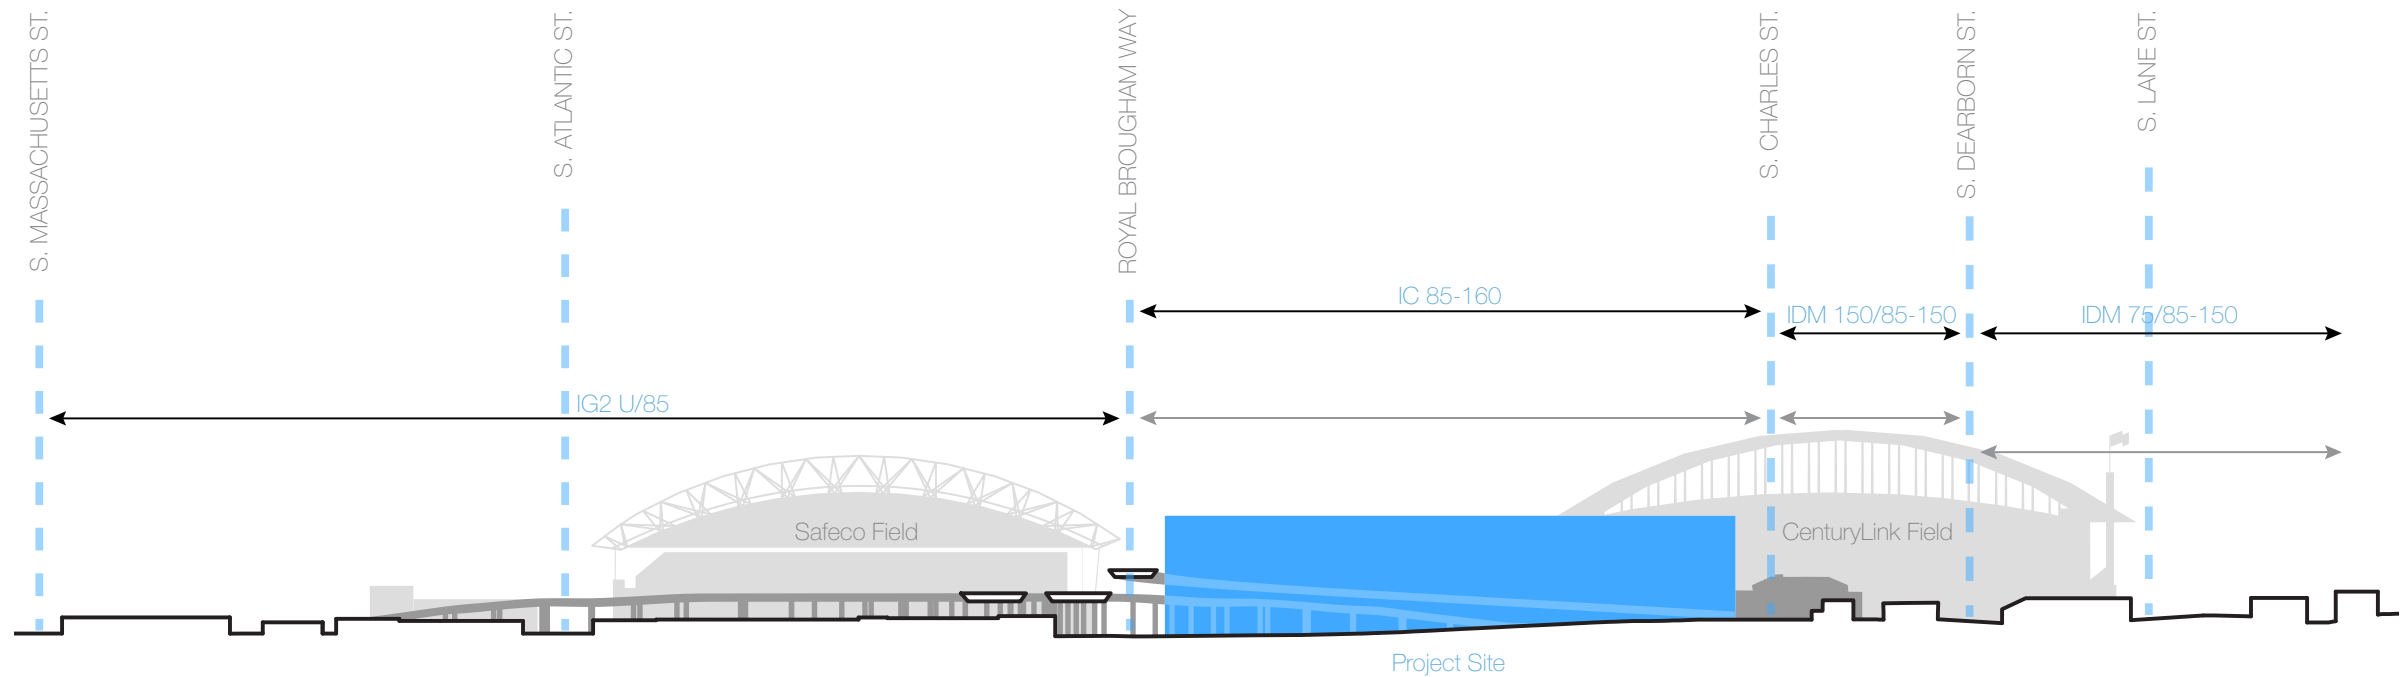 S. MASSACHUSETTS ST.
S. ATLANTIC ST.
ROYAL BROUGHAM WAY
S. CHARLES ST.
S. DEARBORN ST.
S. LANE ST.
IC 85-160
IDM 150/85-150
IDM 75/85-150
IG2 U/85
Safeco Field
CenturyLink Field
Project Site